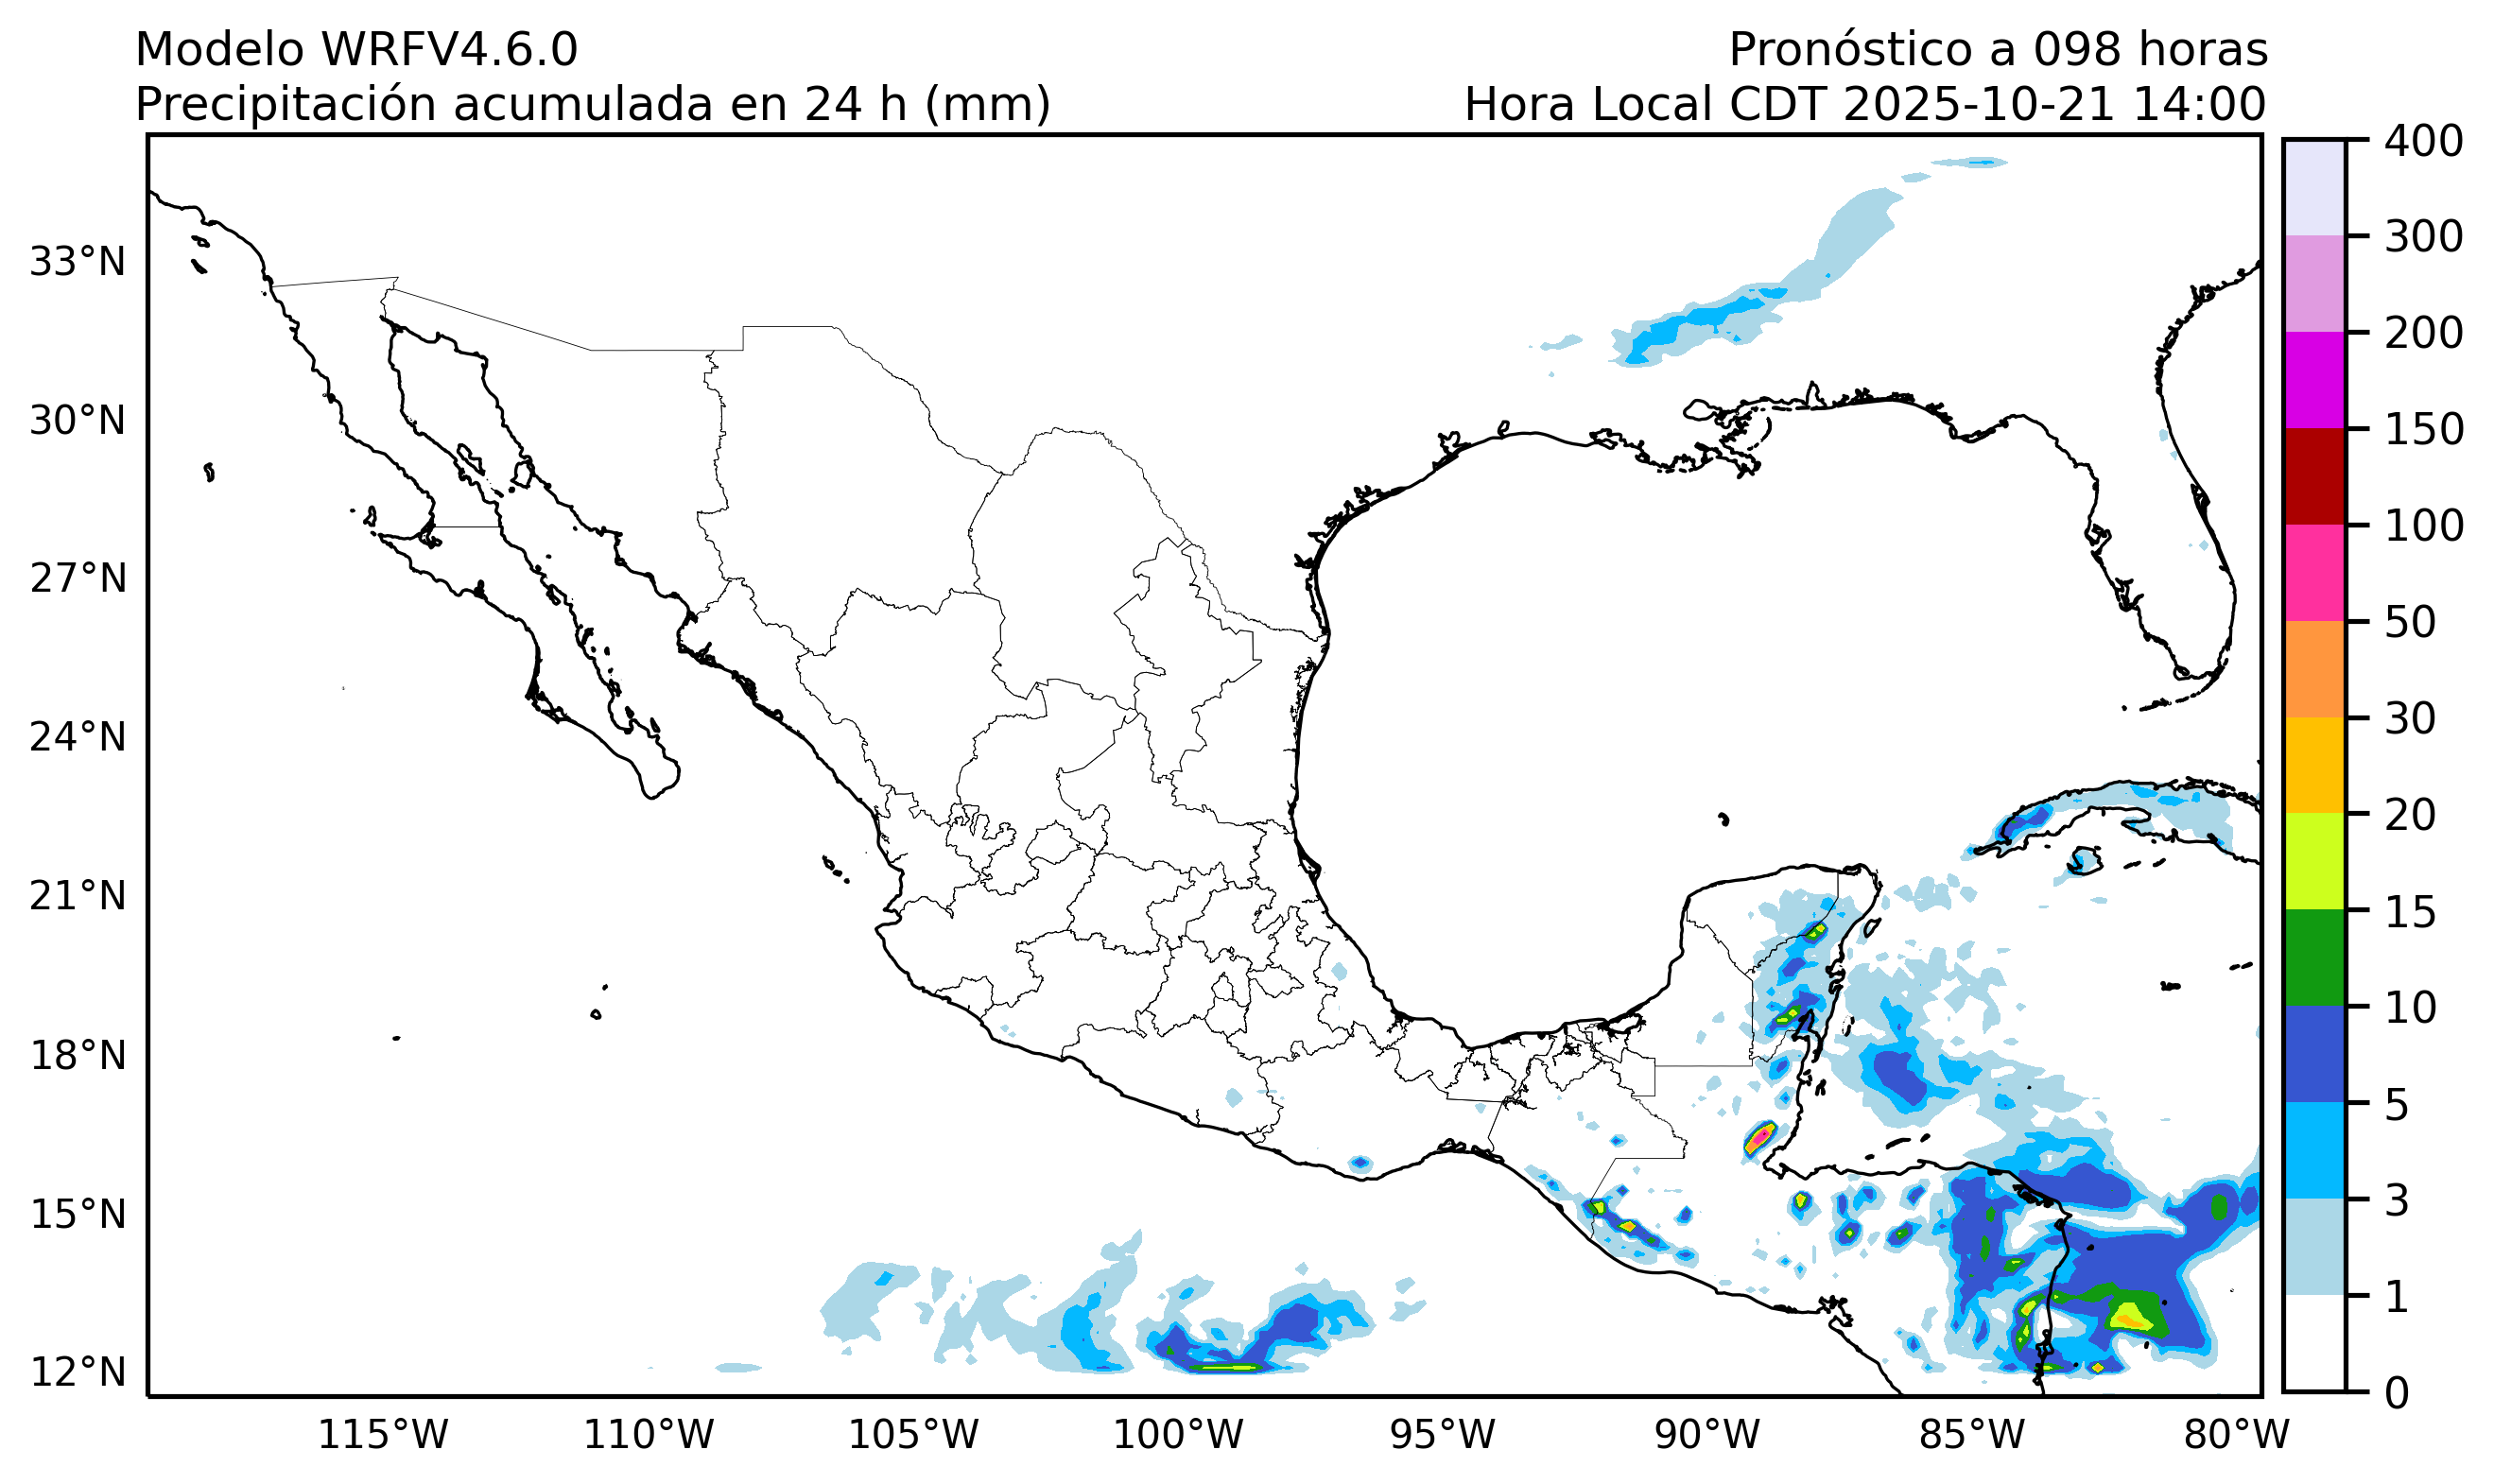 Modelo WRFV4.6.0
Pronóstico a 098 horas
Precipitación acumulada en 24 h (mm)
Hora Local CDT 2025-10-21 14:00
33°N
30°N
27°N
24°N
21°N
18°N
15°N
12°N
115°W
110°W
105°W
100°W
95°W
90°W
85°W
80°W
400
300
200
150
100
50
30
20
15
10
5
3
1
0